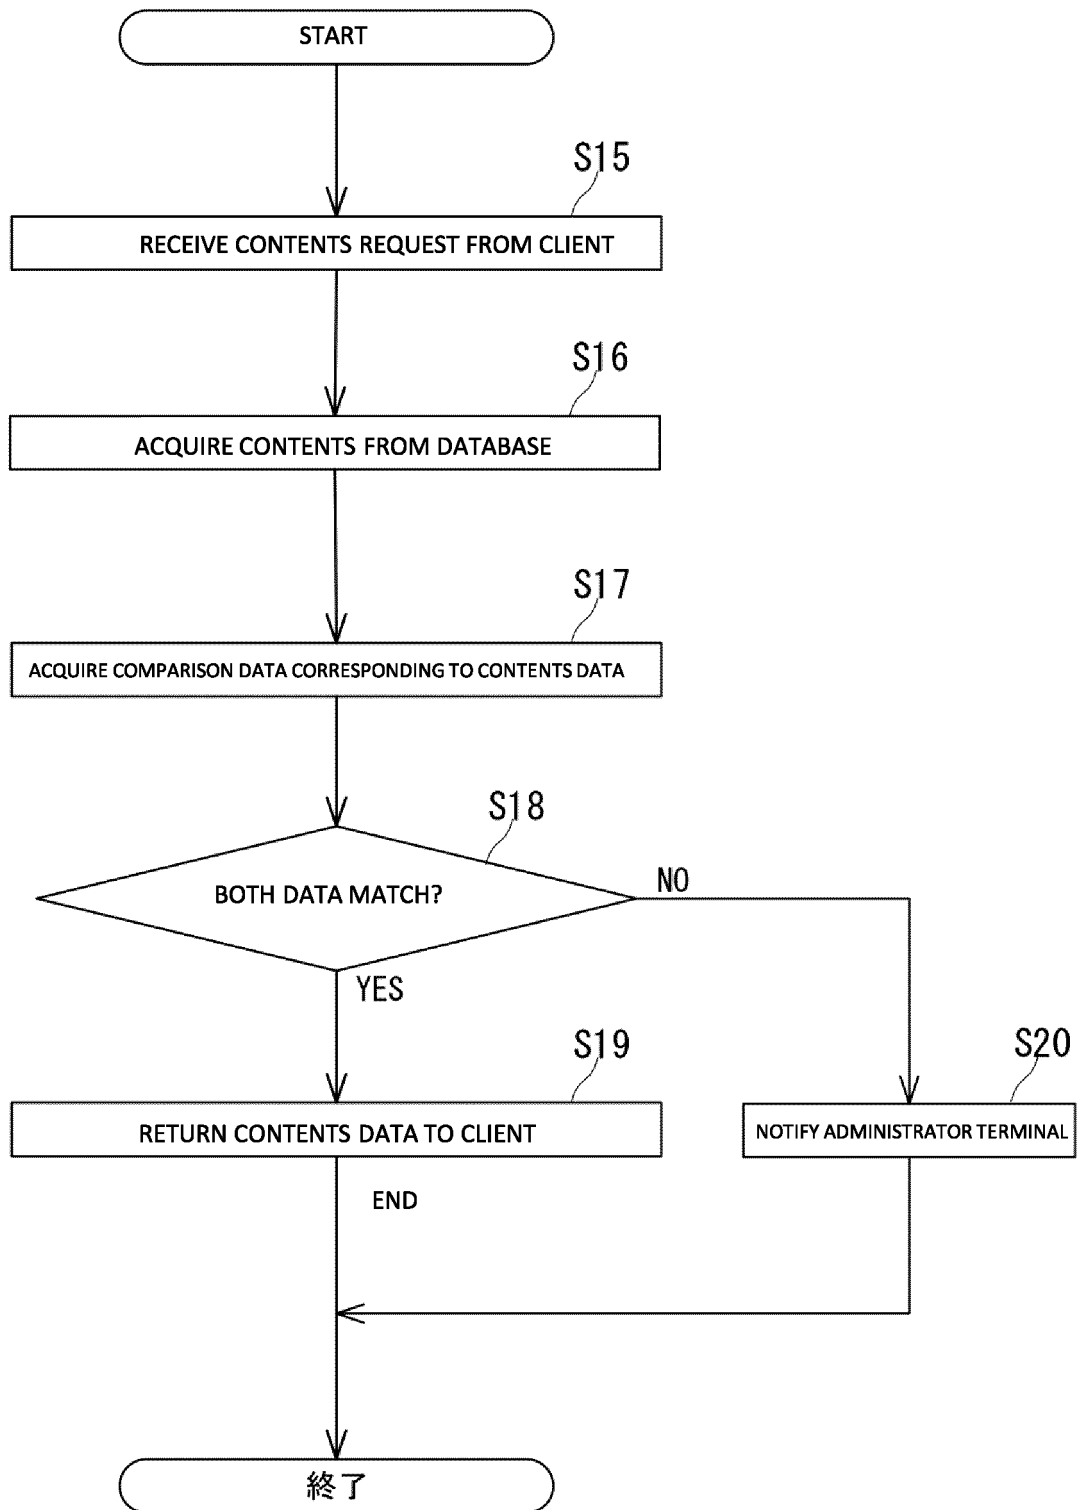 START
S15
RECEIVE CONTENTS REQUEST FROM CLIENT
S16
ACQUIRE CONTENTS FROM DATABASE
S17
ACQUIRE COMPARISON DATA CORRESPONDING TO CONTENTS DATA
S18
BOTH DATA MATCH?
NO
YES
S19
RETURN CONTENTS DATA TO CLIENT
S20
NOTIFY ADMINISTRATOR TERMINAL
END
終了